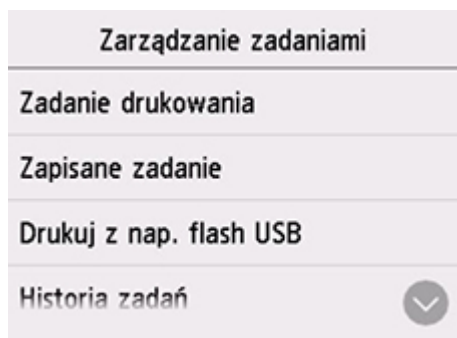 Zarządzanie zadaniami
Zadanie drukowania
Zapisane zadanie
Drukuj z nap. flash USB
Historia zadań